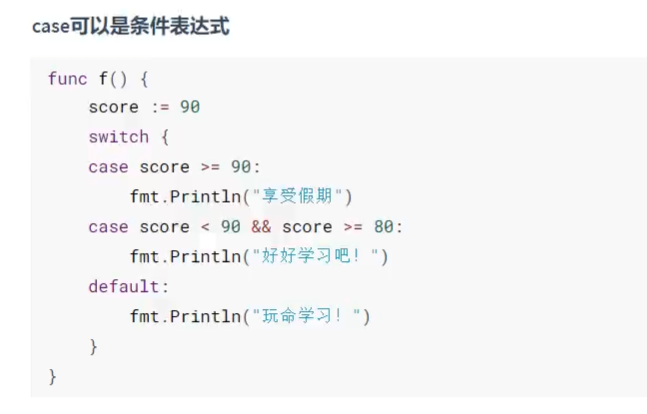 case可以是条件表达式
func f() {
    score := 90
    switch {
    case score >= 90:
        fmt.Println("享受假期")
    case score < 90 && score >= 80:
        fmt.Println("好好学习吧！")
    default:
        fmt.Println("玩命学习！")
    }
}